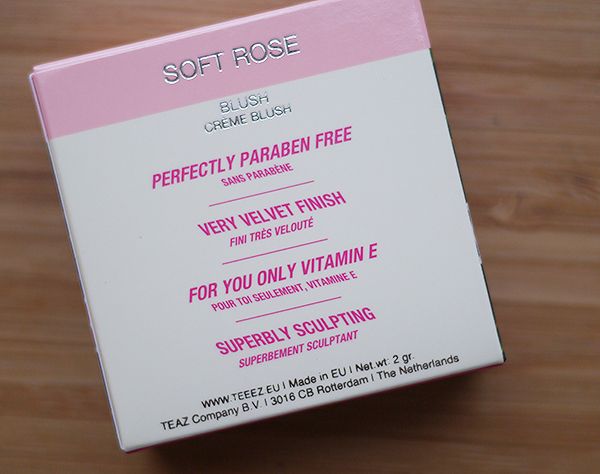 SOFT ROSE
BLUSH
CRÈME BLUSH
PERFECTLY PARABEN FREE
SANS PARABÈNE
VERY VELVET FINISH
FINI TRÈS VELOUTÉ
FOR YOU ONLY VITAMIN E
POUR TOI SEULEMENT, VITAMINE E
SUPERBLY SCULPTING
SUPERBEMENT SCULPTANT
WWW.TEEEZ.EU | Made in EU | Net.wt: 2 gr.
TEAZ Company B.V. | 3016 CB Rotterdam | The Netherlands